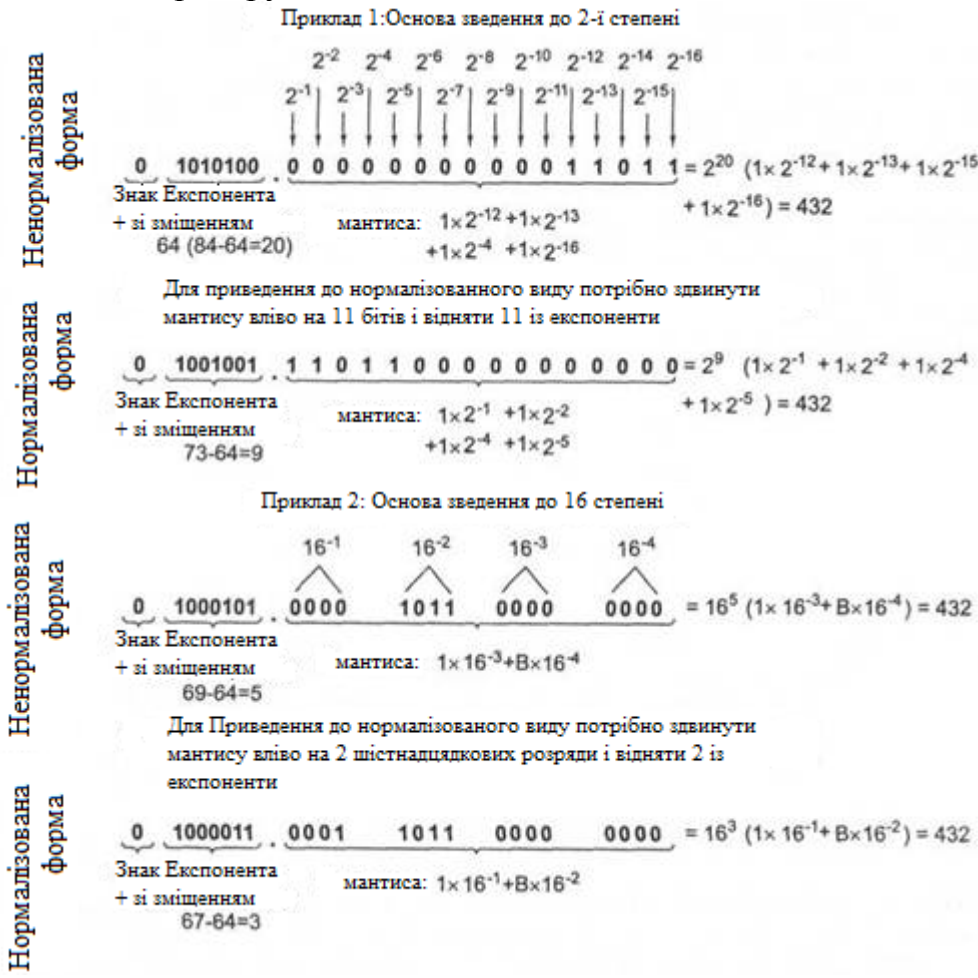 Приклад 1:Основа зведення до 2-ї степені
2⁻² 2⁻⁴ 2⁻⁶ 2⁻⁸ 2⁻¹⁰ 2⁻¹² 2⁻¹⁴ 2⁻¹⁶
2⁻¹ 2⁻³ 2⁻⁵ 2⁻⁷ 2⁻⁹ 2⁻¹¹ 2⁻¹³ 2⁻¹⁵
Ненормалізована
форма
0 1010100 . 0 0 0 0 0 0 0 0 0 0 0 1 1 0 1 1 = 2²⁰ (1× 2⁻¹² + 1× 2⁻¹³ + 1× 2⁻¹⁵
+ 1× 2⁻¹⁶) = 432
Знак Експонента
+ зі зміщенням
64 (84-64=20)
мантиса: 1×2⁻¹² +1×2⁻¹³
+1×2⁻⁴ +1×2⁻¹⁶
Для приведення до нормалізованного виду потрібно здвинути
мантису вліво на 11 бітів і відняти 11 із експоненти
Нормалізована
форма
0 1001001 . 1 1 0 1 1 0 0 0 0 0 0 0 0 0 0 0 = 2⁹ (1× 2⁻¹ + 1× 2⁻² + 1× 2⁻⁴
+ 1× 2⁻⁵ ) = 432
Знак Експонента
+ зі зміщенням
73-64=9
мантиса: 1×2⁻¹ +1×2⁻²
+1×2⁻⁴ +1×2⁻⁵
Приклад 2: Основа зведення до 16 степені
16⁻¹ 16⁻² 16⁻³ 16⁻⁴
Ненормалізована
форма
0 1000101 . 0000 1011 0000 0000 = 16⁵ (1× 16⁻³+ B× 16⁻⁴) = 432
Знак Експонента
+ зі зміщенням
69-64=5
мантиса: 1× 16⁻³+B×16⁻⁴
Для Приведення до нормалізованого виду потрібно здвинути
мантису вліво на 2 шістнадцядкових розряди і відняти 2 із
експоненти
Нормалізована
форма
0 1000011 . 0001 1011 0000 0000 = 16³ (1× 16⁻¹+ B× 16⁻²) = 432
Знак Експонента
+ зі зміщенням
67-64=3
мантиса: 1× 16⁻¹+B×16⁻²